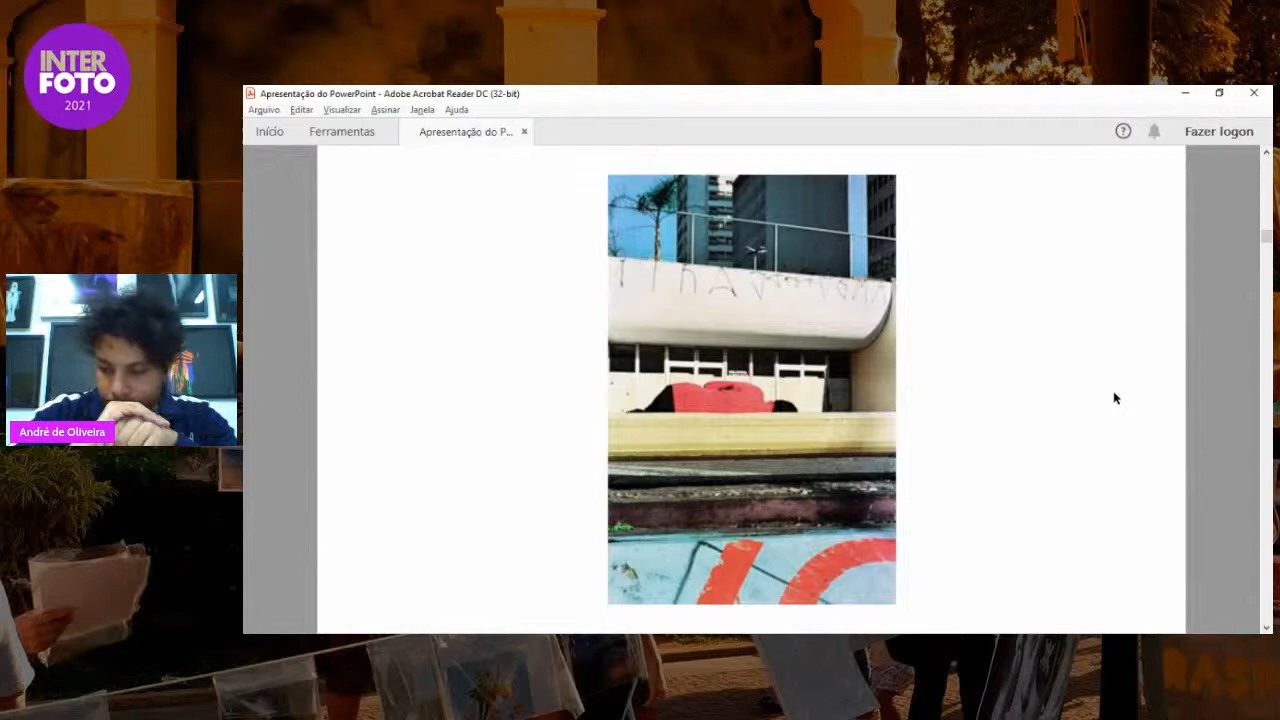 INTER
FOTO
2021
Apresentação do PowerPoint - Adobe Acrobat Reader DC (32-bit)
Arquivo Editar Visualizar Assinar Janela Ajuda
Início Ferramentas Apresentação do P... × Fazer logon
André de Oliveira